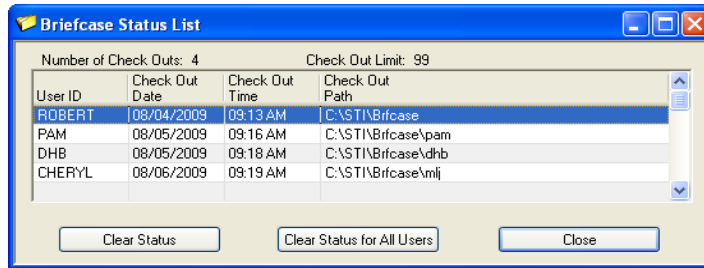 Briefcase Status List
Number of Check Outs: 4 Check Out Limit: 99
Check Out Check Out Check Out
User ID Date Time Path
ROBERT 08/04/2009 09:13 AM C:\STI\Brfcase
PAM 08/05/2009 09:16 AM C:\STI\Brfcase\pam
DHB 08/05/2009 09:18 AM C:\STI\Brfcase\dhb
CHERYL 08/06/2009 09:19 AM C:\STI\Brfcase\mlj
Clear Status Clear Status for All Users Close